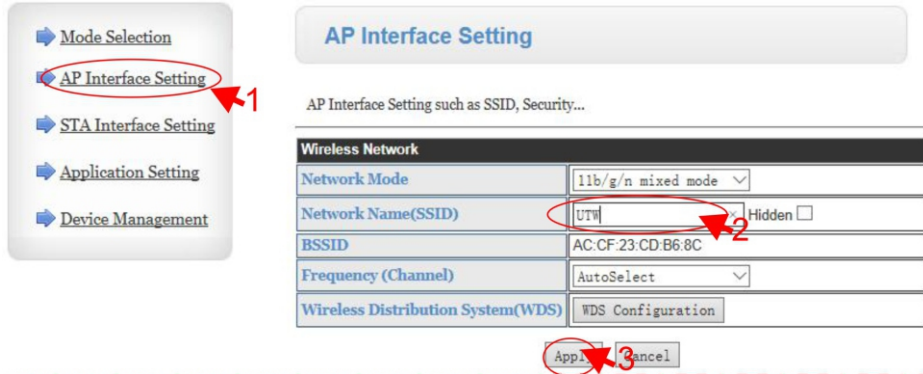 Mode Selection
AP Interface Setting
1
STA Interface Setting
Application Setting
Device Management
AP Interface Setting
AP Interface Setting such as SSID, Security...
Wireless Network
Network Mode 11b/g/n mixed mode
Network Name(SSID) UTW × Hidden
2
BSSID AC:CF:23:CD:B6:8C
Frequency (Channel) AutoSelect
Wireless Distribution System(WDS) WDS Configuration
Apply Cancel
3